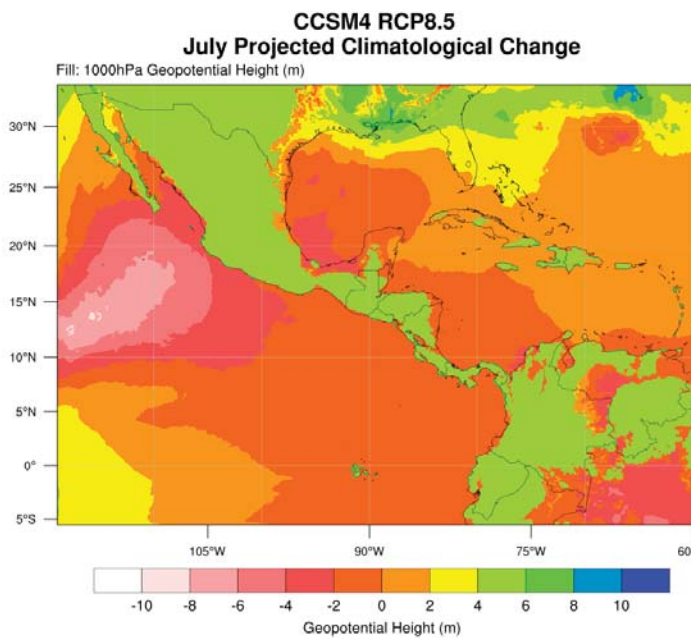 CCSM4 RCP8.5
July Projected Climatological Change
Fill: 1000hPa Geopotential Height (m)
30°N
25°N
20°N
15°N
10°N
5°N
0°
5°S
105°W 90°W 75°W 60
-10 -8 -6 -4 -2 0 2 4 6 8 10
Geopotential Height (m)